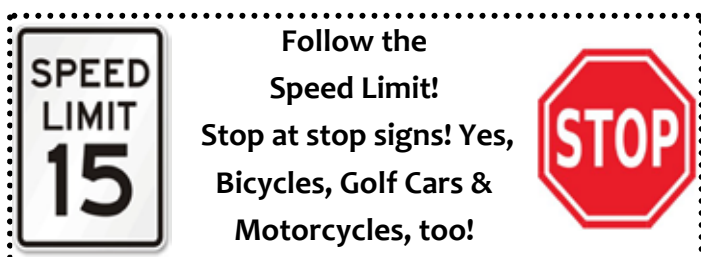 SPEED
LIMIT
15
Follow the
Speed Limit!
Stop at stop signs! Yes,
Bicycles, Golf Cars &
Motorcycles, too!
STOP